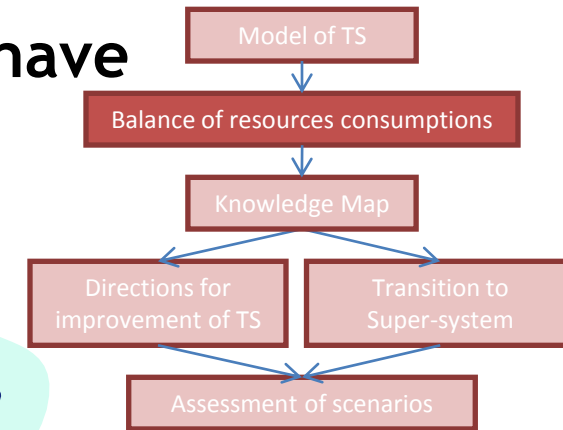 have
Model of TS
Balance of resources consumptions
Knowledge Map
Directions for
improvement of TS
Transition to
Super-system
Assessment of scenarios